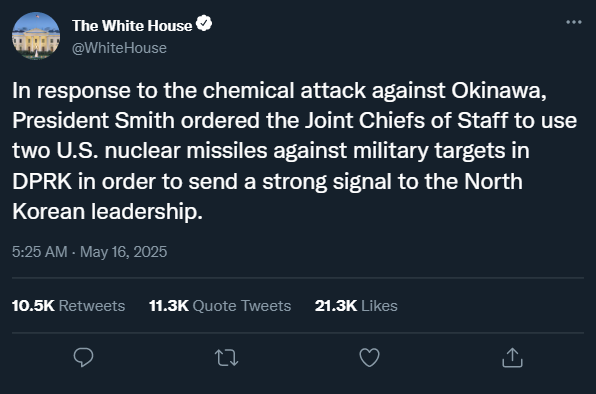 The White House
@WhiteHouse
In response to the chemical attack against Okinawa,
President Smith ordered the Joint Chiefs of Staff to use
two U.S. nuclear missiles against military targets in
DPRK in order to send a strong signal to the North
Korean leadership.
5:25 AM · May 16, 2025
10.5K Retweets 11.3K Quote Tweets 21.3K Likes